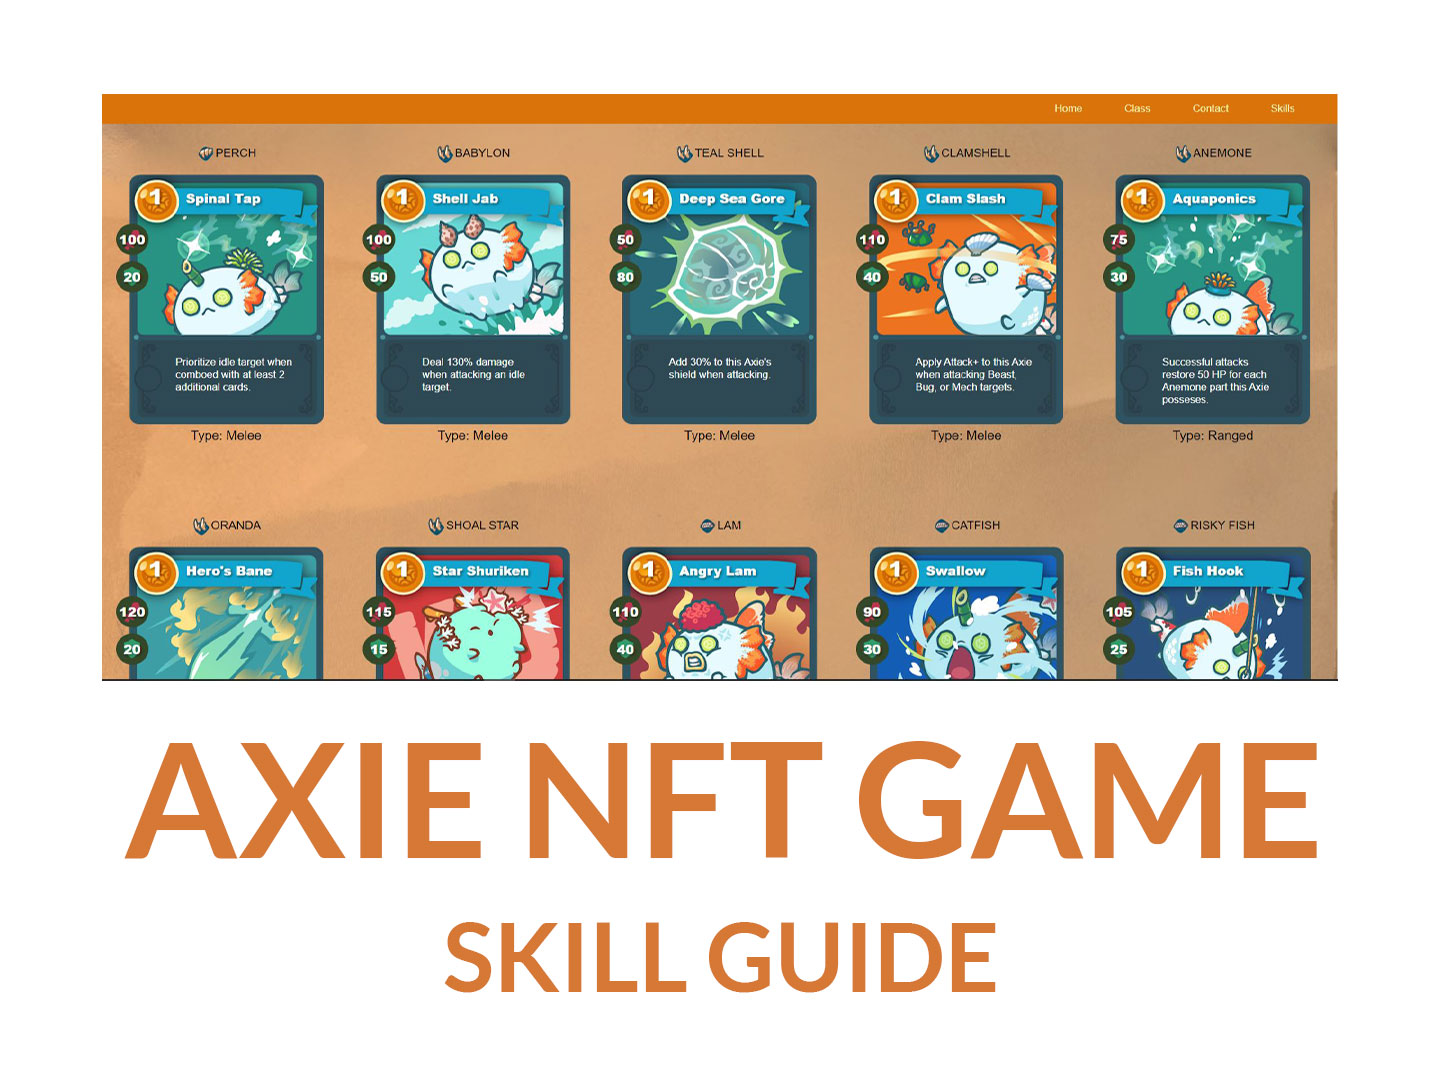 Home Class Contact Skills
PERCH BABYLON TEAL SHELL CLAMSHELL ANEMONE
1 Spinal Tap 1 Shell Jab 1 Deep Sea Gore 1 Clam Slash 1 Aquaponics
100 100 50 110 75
20 50 80 40 30
Prioritize idle target when
comboed with at least 2
additional cards.
Deal 130% damage
when attacking an idle
target.
Add 30% to this Axie's
shield when attacking.
Apply Attack+ to this Axie
when attacking Beast,
Bug, or Mech targets.
Successful attacks
restore 50 HP for each
Anemone part this Axie
posseses.
Type: Melee Type: Melee Type: Melee Type: Melee Type: Ranged
ORANDA SHOAL STAR LAM CATFISH RISKY FISH
1 Hero's Bane 1 Star Shuriken 1 Angry Lam 1 Swallow 1 Fish Hook
120 115 110 90 105
20 15 40 30 25
AXIE NFT GAME
SKILL GUIDE